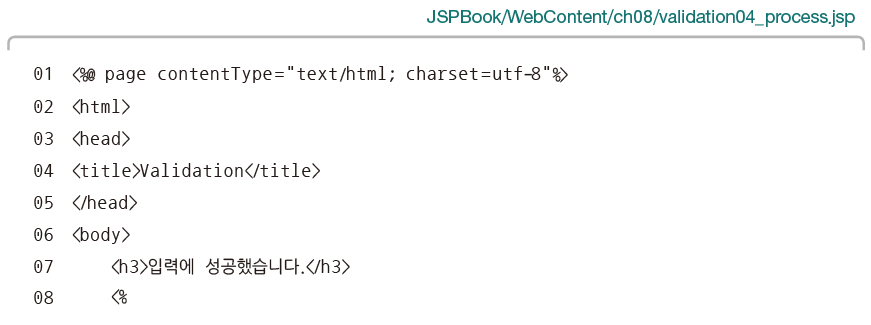 JSPBook/WebContent/ch08/validation04_process.jsp
01 <%@ page contentType="text/html; charset=utf-8"%>
02 <html>
03 <head>
04 <title>Validation</title>
05 </head>
06 <body>
07 <h3>입력에 성공했습니다.</h3>
08 <%